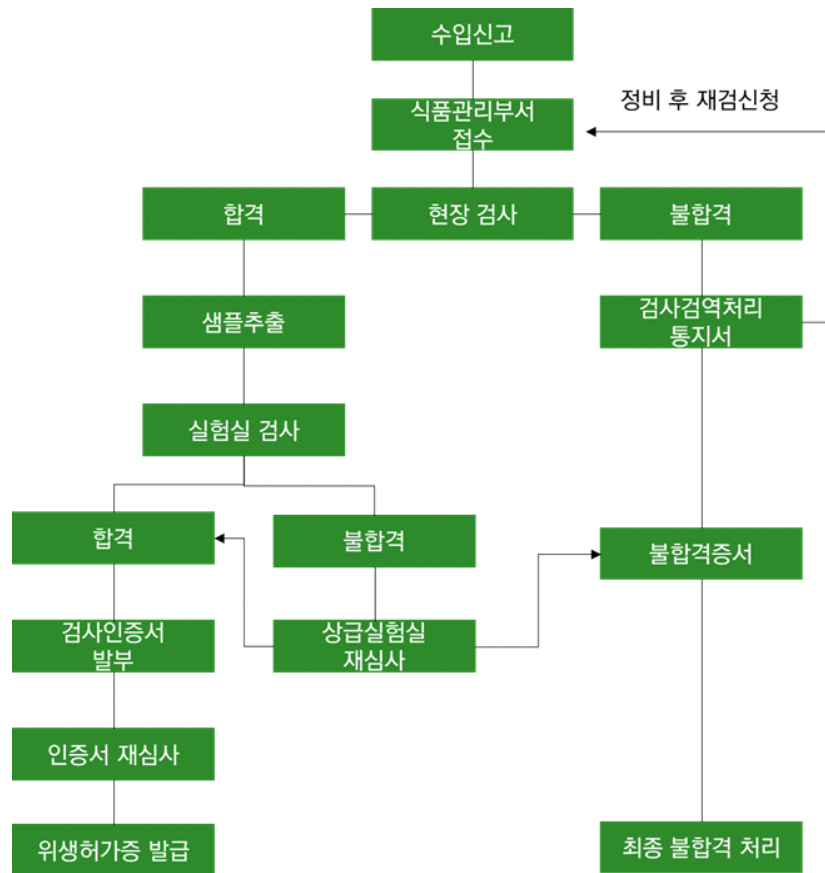 수입신고
정비 후 재검신청
식품관리부서
접수
합격
현장 검사
불합격
샘플추출
검사검역처리
통지서
실험실 검사
합격
불합격
불합격증서
검사인증서
발부
상급실험실
재심사
인증서 재심사
위생허가증 발급
최종 불합격 처리